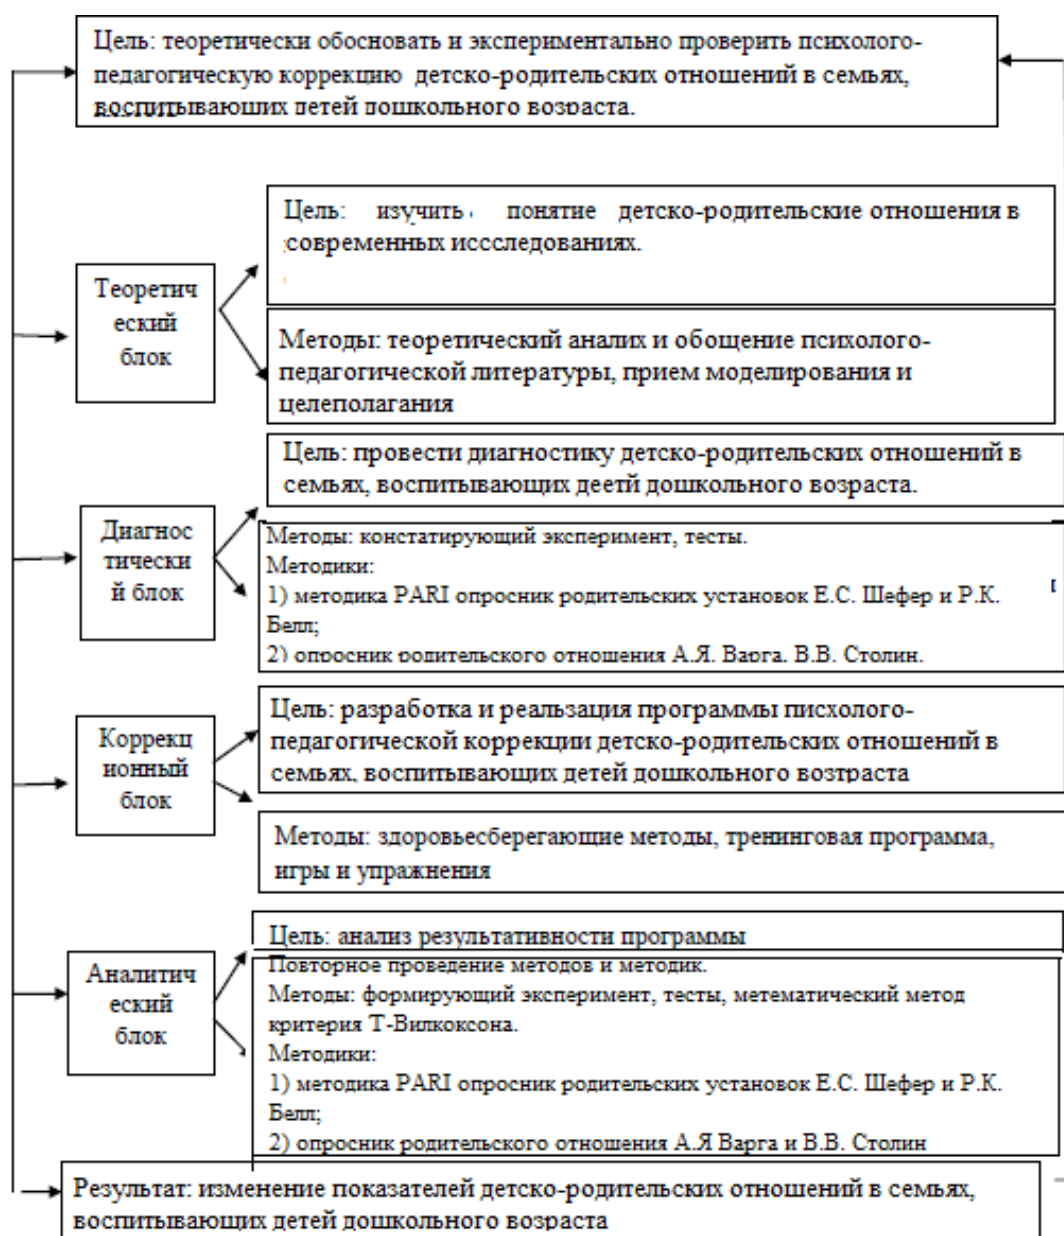 Цель: теоретически обосновать и экспериментально проверить психолого-
педагогическую коррекцию детско-родительских отношений в семьях,
воспитывающих детей дошкольного возраста.
Цель: изучить понятие детско-родительские отношения в
современных иссследованиях.
Теоретич
еский
блок
Методы: теоретический аналих и обощение психолого-
педагогической литературы, прием моделирования и
целеполагания
Цель: провести диагностику детско-родительских отношений в
семьях, воспитывающих деетй дошкольного возраста.
Диагнос
тически
й блок
Методы: констатирующий эксперимент, тесты.
Методики:
1) методика PARI опросник родительских установок Е.С. Шефер и Р.К.
Белл;
2) опросник родительского отношения А.Я. Варга. В.В. Столин.
Цель: разработка и реальзация программы писхолого-
педагогической коррекции детско-родительских отношений в
семьях, воспитывающих детей дошкольного возтраста
Коррекц
ионный
блок
Методы: здоровьесберегающие методы, тренинговая программа,
игры и упражнения
Цель: анализ результативности программы
Аналитич
еский
блок
Повторное проведение методов и методик.
Методы: формирующий эксперимент, тесты, метематический метод
критерия Т-Вилкоксона.
Методики:
1) методика PARI опросник родительских установок Е.С. Шефер и Р.К.
Белл;
2) опросник родительского отношения А.Я Варга и В.В. Столин
Результат: изменение показателей детско-родительских отношений в семьях,
воспитывающих детей дошкольного возраста